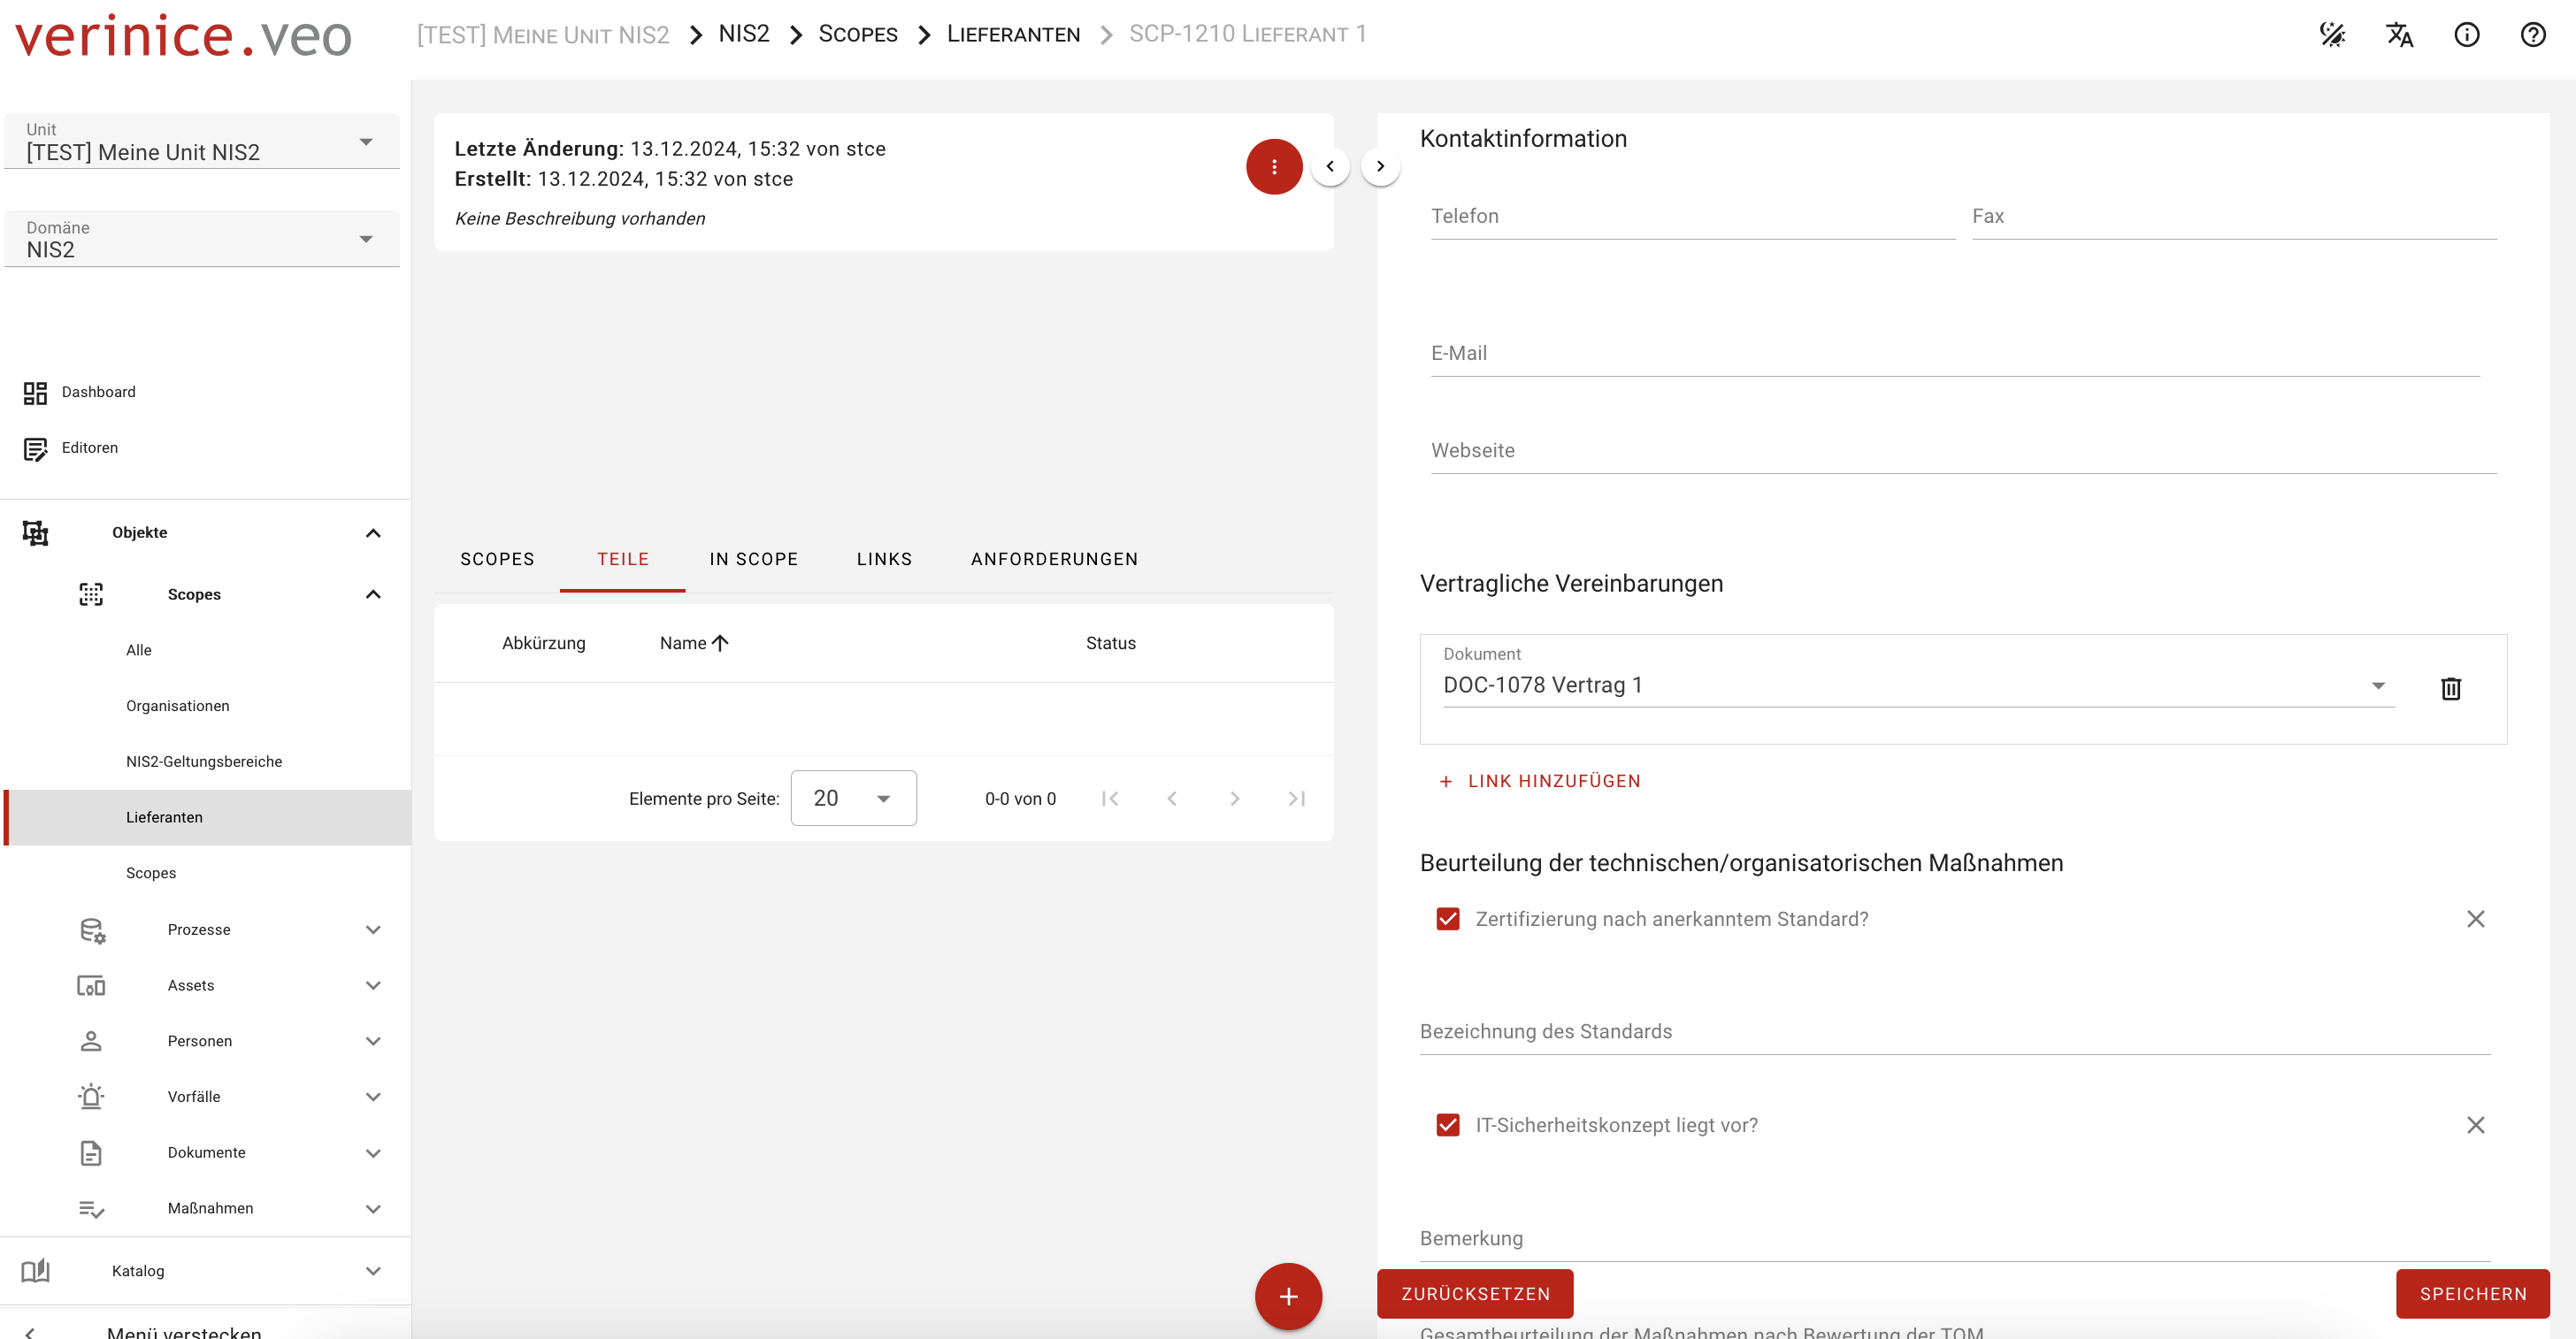 verinice.veo
[TEST] Meine Unit NIS2 > NIS2 > Scopes > Lieferanten > SCP-1210 Lieferant 1
Unit
[TEST] Meine Unit NIS2
Domäne
NIS2
Dashboard
Editoren
Objekte
Scopes
Alle
Organisationen
NIS2-Geltungsbereiche
Lieferanten
Scopes
Prozesse
Assets
Personen
Vorfälle
Dokumente
Maßnahmen
Katalog
Menü verstecken
Letzte Änderung: 13.12.2024, 15:32 von stce
Erstellt: 13.12.2024, 15:32 von stce
Keine Beschreibung vorhanden
SCOPES TEILE IN SCOPE LINKS ANFORDERUNGEN
Abkürzung Name Status
Elemente pro Seite: 20 0-0 von 0
Kontaktinformation
Telefon Fax
E-Mail
Webseite
Vertragliche Vereinbarungen
Dokument
DOC-1078 Vertrag 1
+ LINK HINZUFÜGEN
Beurteilung der technischen/organisatorischen Maßnahmen
Zertifizierung nach anerkanntem Standard?
Bezeichnung des Standards
IT-Sicherheitskonzept liegt vor?
Bemerkung
ZURÜCKSETZEN SPEICHERN
Gesamtbeurteilung der Maßnahmen nach Bewertung der TOM